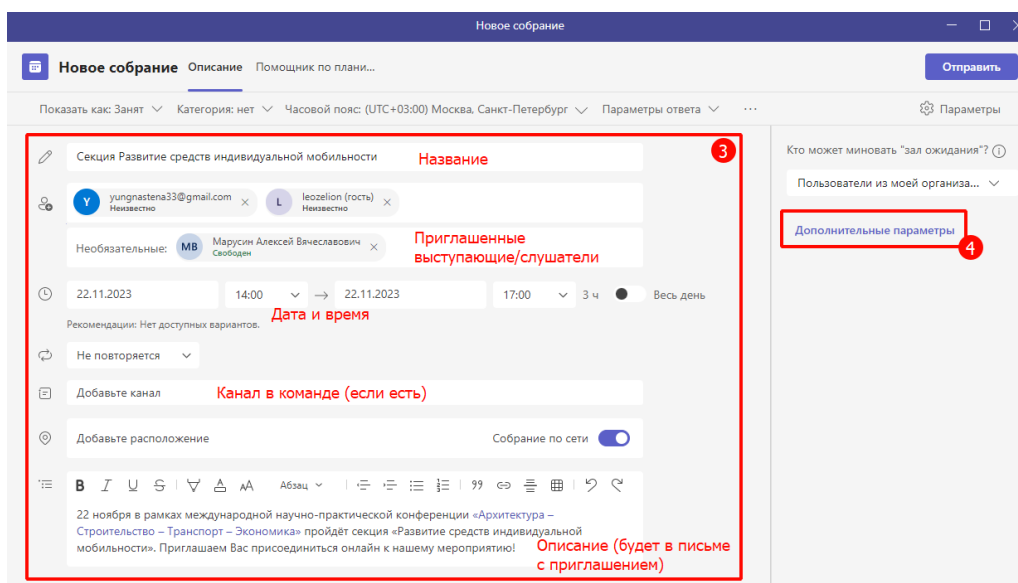 Новое собрание
Новое собрание Описание Помощник по плани... Отправить
Показать как: Занят Категория: нет Часовой пояс: (UTC+03:00) Москва, Санкт-Петербург Параметры ответа ... Параметры
3
Секция Развитие средств индивидуальной мобильности Название
Кто может миновать "зал ожидания"?
Y yungnastena33@gmail.com
Неизвестно
L leozelion (гость)
Неизвестно
Пользователи из моей организа...
Необязательные: МВ Марусин Алексей Вячеславович
Свободен
Приглашенные
выступающие/слушатели
Дополнительные параметры
4
22.11.2023 14:00 → 22.11.2023 17:00 3 ч Весь день
Дата и время
Рекомендации: Нет доступных вариантов.
Не повторяется
Добавьте канал Канал в команде (если есть)
Добавьте расположение Собрание по сети
B I U S A AA Абзац 99
22 ноября в рамках международной научно-практической конференции «Архитектура –
Строительство – Транспорт – Экономика» пройдёт секция «Развитие средств индивидуальной
мобильности». Приглашаем Вас присоединиться онлайн к нашему мероприятию!
Описание (будет в письме
с приглашением)